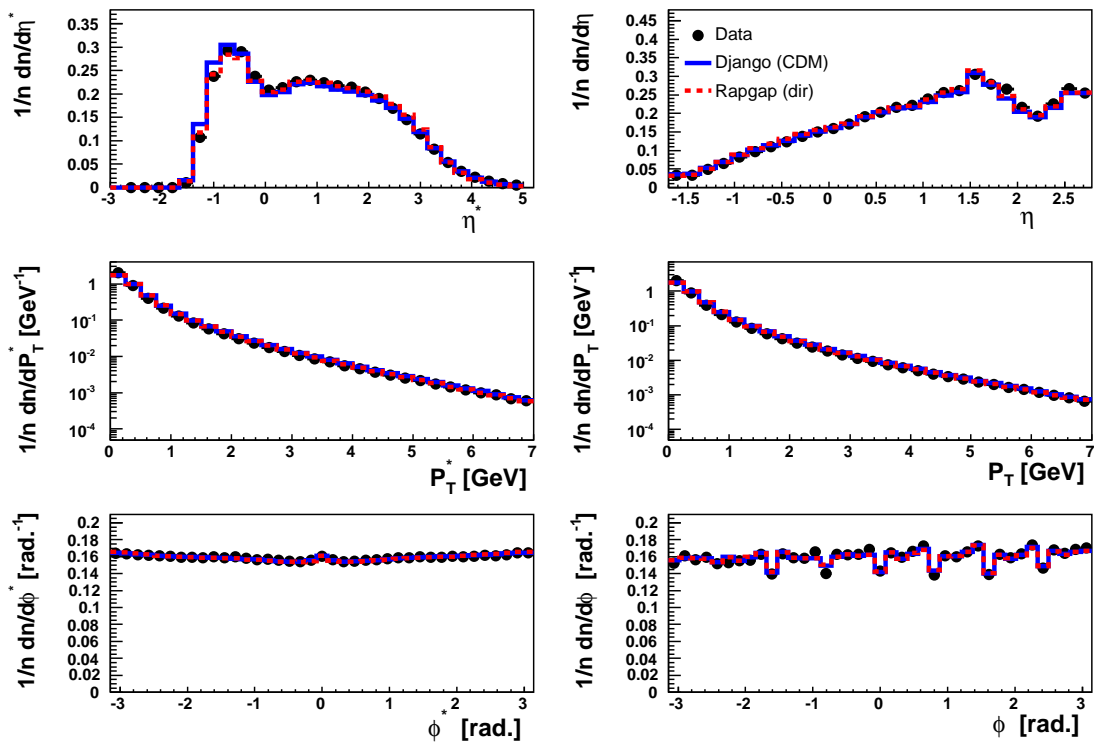 1/n dn/dη*
0.35
0.3
0.25
0.2
0.15
0.1
0.05
0
-3 -2 -1 0 1 2 3 4 5
η*
1/n dn/dη
0.45
0.4
0.35
0.3
0.25
0.2
0.15
0.1
0.05
0
Data
Django (CDM)
Rapgap (dir)
-1.5 -1 -0.5 0 0.5 1 1.5 2 2.5
η
1/n dn/dP_T^* [GeV⁻¹]
1
10⁻¹
10⁻²
10⁻³
10⁻⁴
0 1 2 3 4 5 6 7
P_T^* [GeV]
1/n dn/dP_T [GeV⁻¹]
1
10⁻¹
10⁻²
10⁻³
10⁻⁴
0 1 2 3 4 5 6 7
P_T [GeV]
1/n dn/dϕ* [rad.⁻¹]
0.2
0.18
0.16
0.14
0.12
0.1
0.08
0.06
0.04
0.02
0
-3 -2 -1 0 1 2 3
ϕ* [rad.]
1/n dn/dϕ [rad.⁻¹]
0.2
0.18
0.16
0.14
0.12
0.1
0.08
0.06
0.04
0.02
0
-3 -2 -1 0 1 2 3
ϕ [rad.]